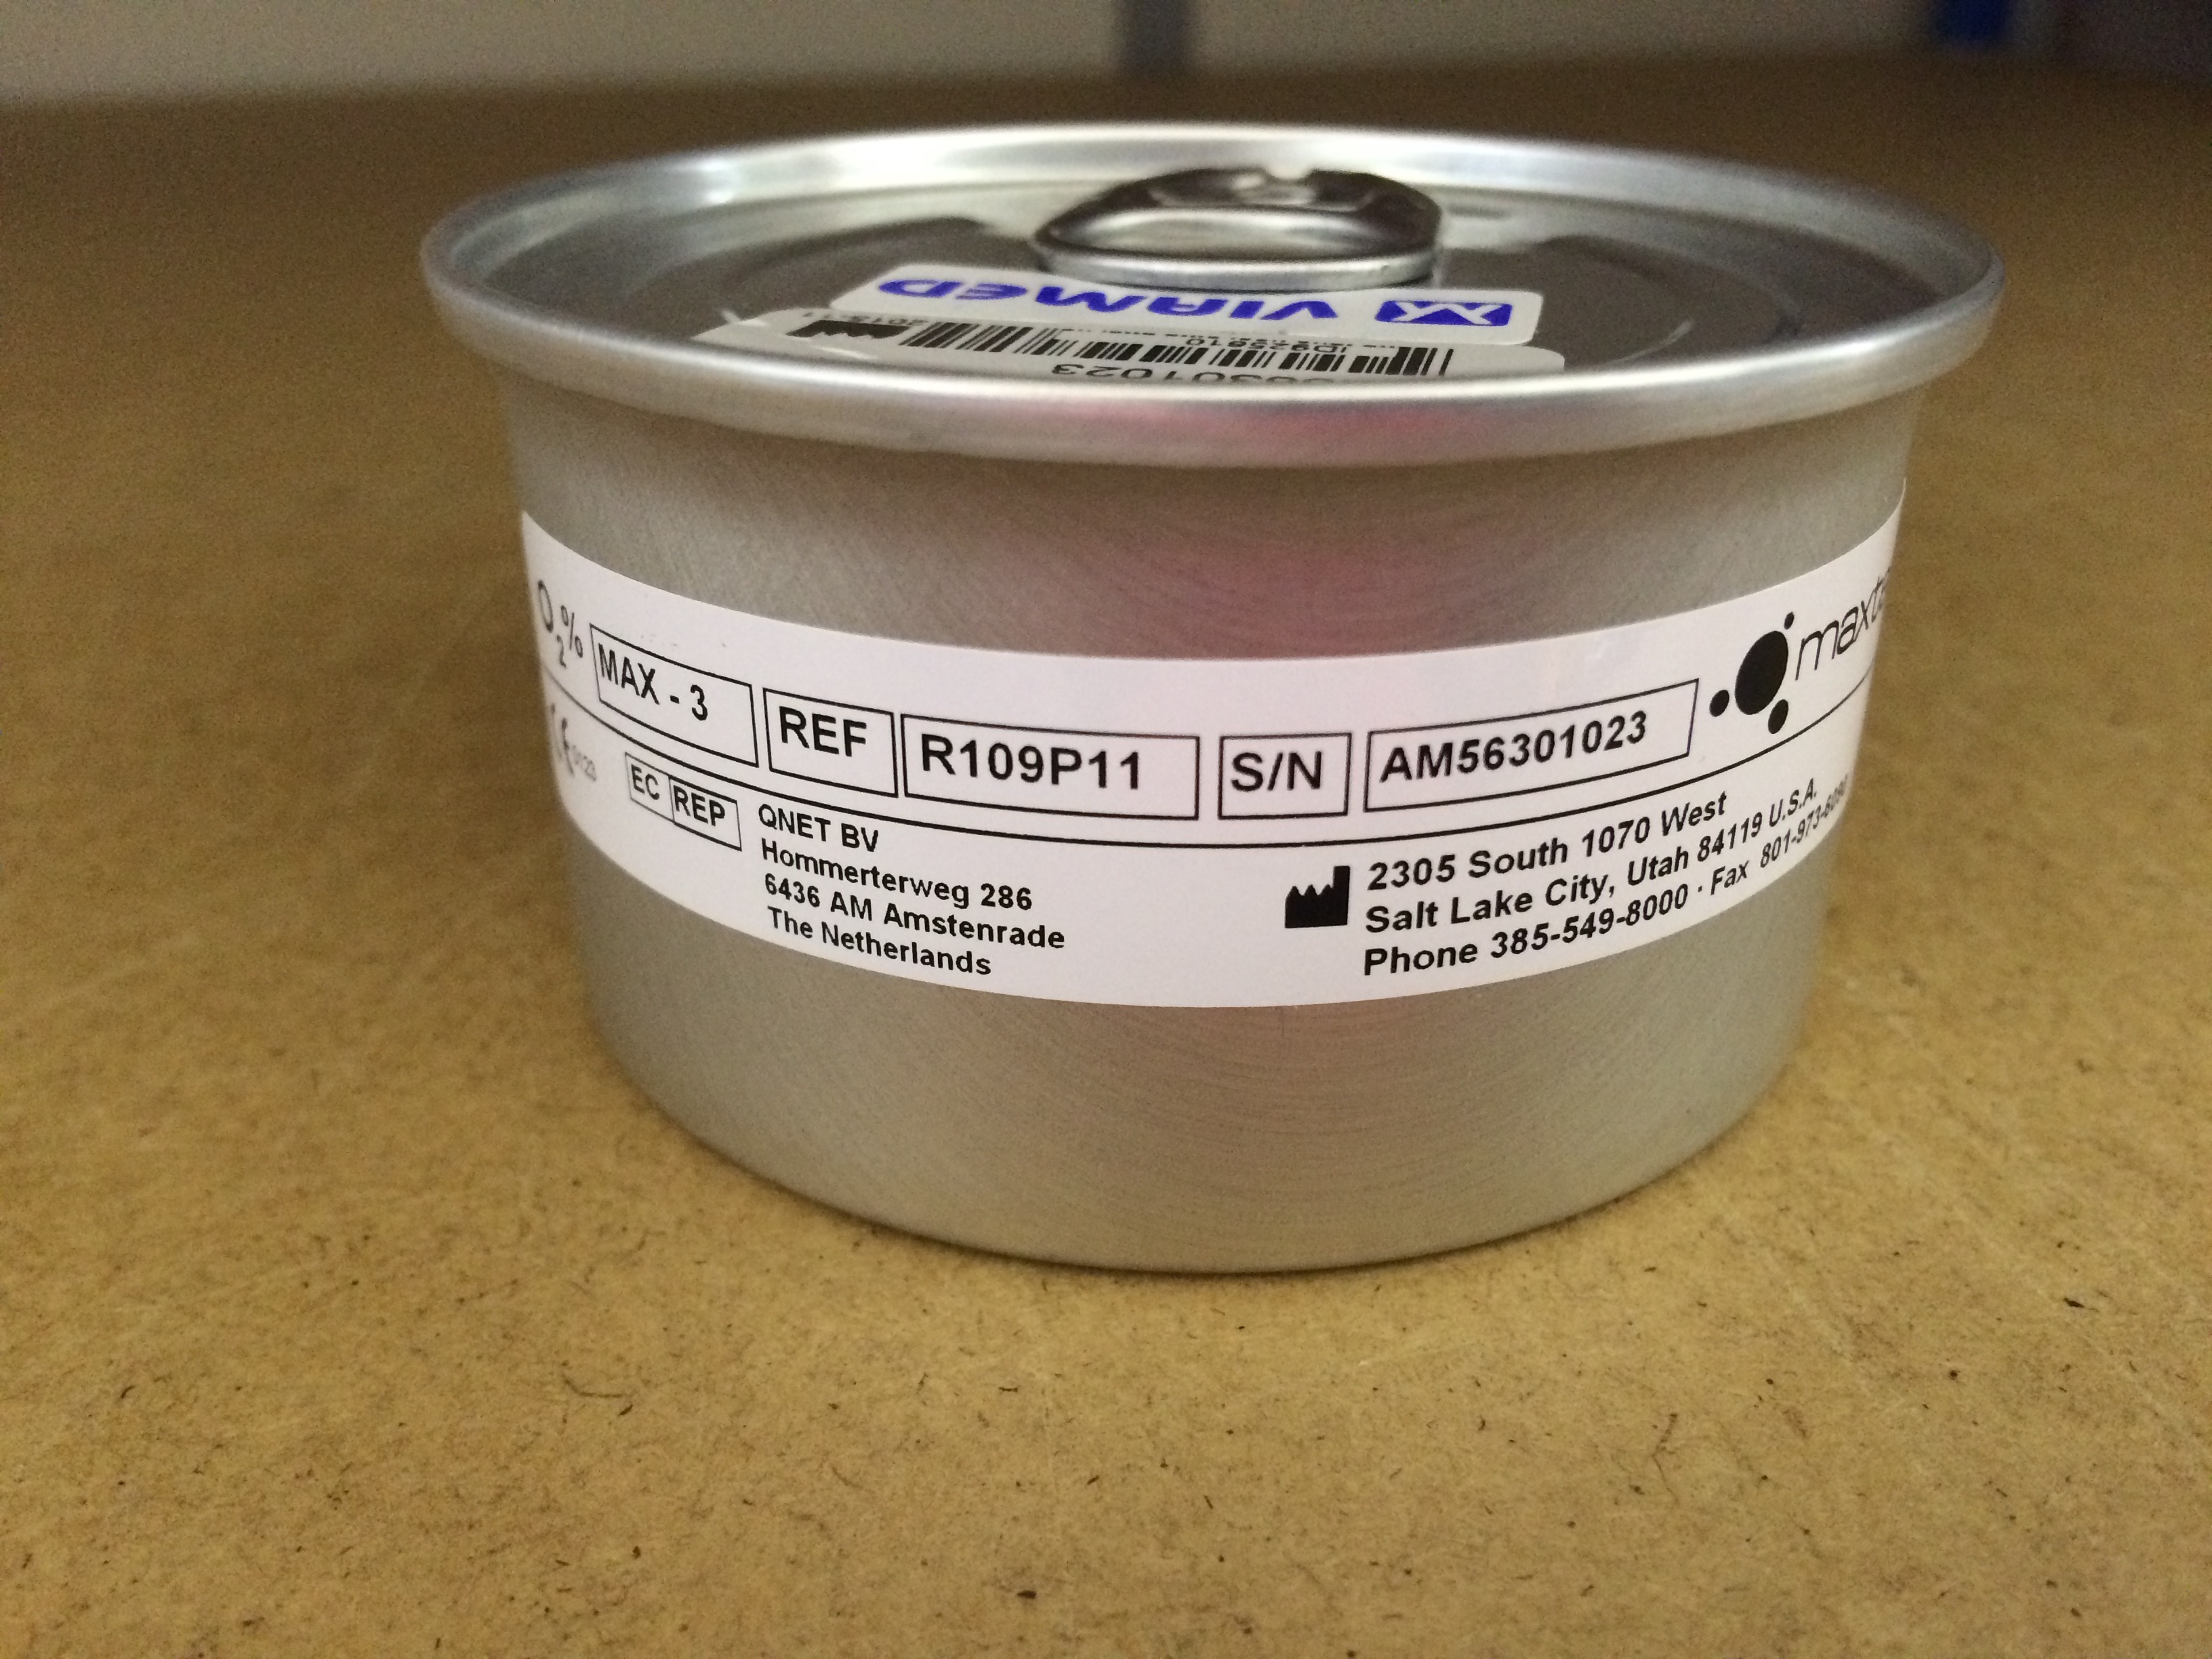 VIAMED
O2% MAX - 3 REF R109P11 S/N AM56301023
0123
EC REP QNET BV
Hommerterweg 286
6436 AM Amstenrade
The Netherlands
2305 South 1070 West
Salt Lake City, Utah 84119 U.S.A.
Phone 385-549-8000 · Fax